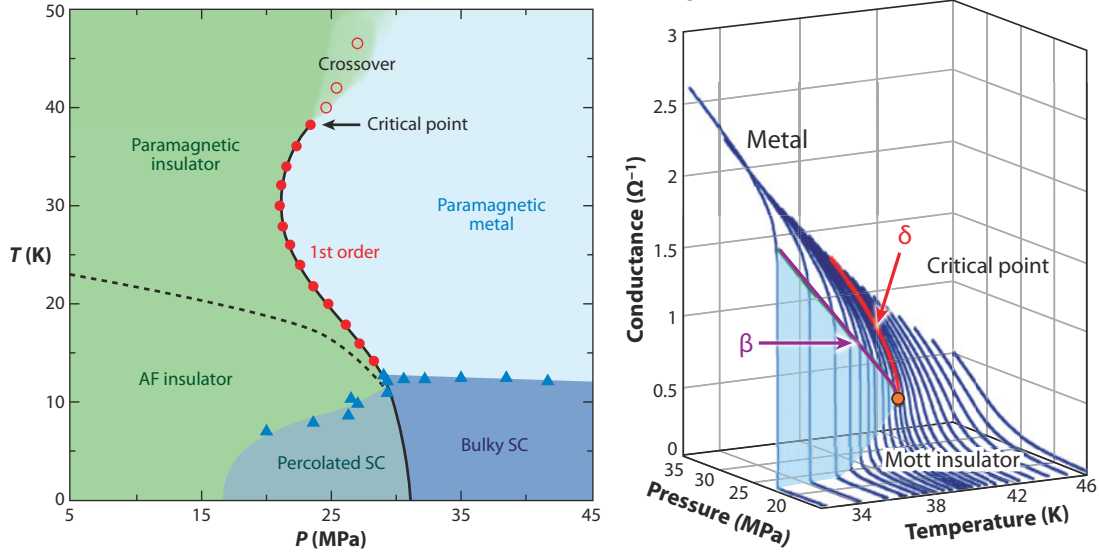 50
40
30
20
10
0
T (K)
5
15
25
35
45
P (MPa)
Crossover
Critical point
Paramagnetic
insulator
Paramagnetic
metal
1st order
AF insulator
Percolated SC
Bulky SC
3
2.5
2
1.5
1
0.5
0
Conductance (Ω⁻¹)
Metal
δ
Critical point
β
Mott insulator
35
30
25
20
Pressure (MPa)
34
38
42
46
Temperature (K)